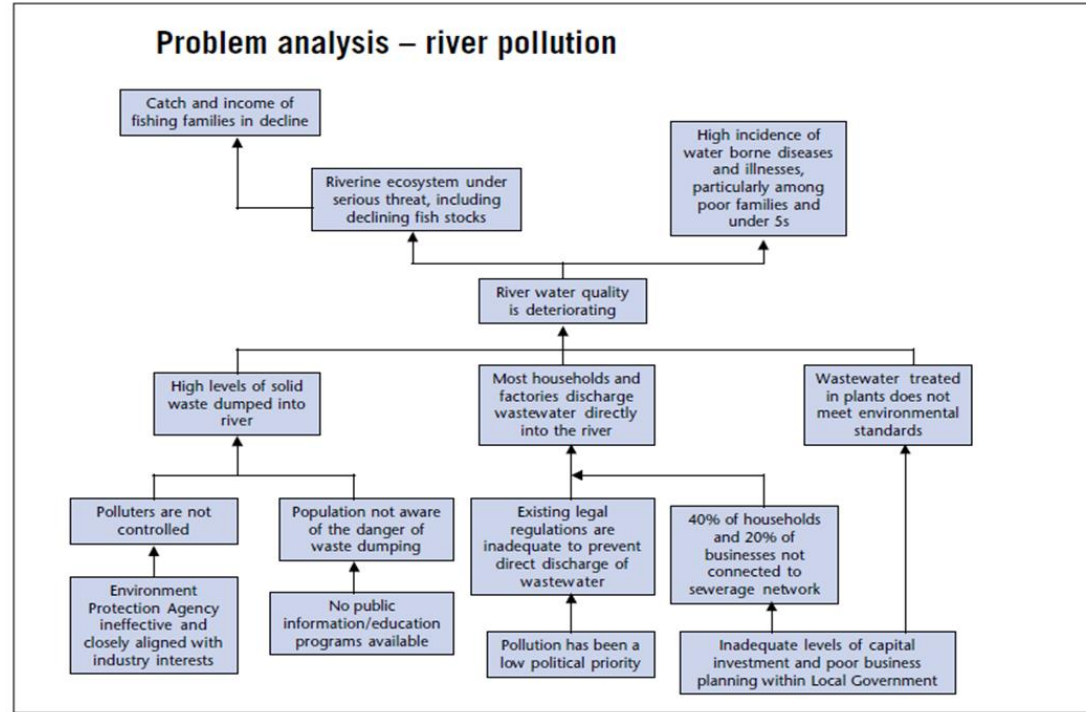 Problem analysis – river pollution
Catch and income of
fishing families in decline
High incidence of
water borne diseases
and illnesses,
particularly among
poor families and
under 5s
Riverine ecosystem under
serious threat, including
declining fish stocks
River water quality
is deteriorating
High levels of solid
waste dumped into
river
Most households and
factories discharge
wastewater directly
into the river
Wastewater treated
in plants does not
meet environmental
standards
Polluters are not
controlled
Population not aware
of the danger of
waste dumping
Existing legal
regulations are
inadequate to prevent
direct discharge of
wastewater
40% of households
and 20% of
businesses not
connected to
sewerage network
Environment
Protection Agency
ineffective and
closely aligned with
industry interests
No public
information/education
programs available
Pollution has been a
low political priority
Inadequate levels of capital
investment and poor business
planning within Local Government